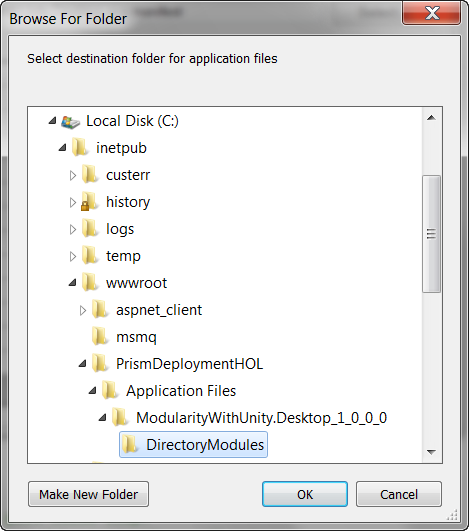 Browse For Folder
Select destination folder for application files
Local Disk (C:)
inetpub
custerr
history
logs
temp
wwwroot
aspnet_client
msmq
PrismDeploymentHOL
Application Files
ModularityWithUnity.Desktop_1_0_0_0
DirectoryModules
Make New Folder
OK
Cancel